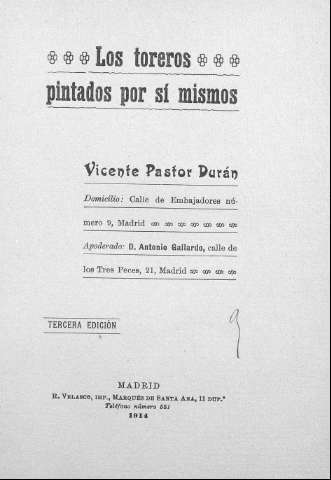 Los toreros
pintados por sí mismos
Vicente Pastor Durán
Domicilio: Calle de Embajadores nú-
mero 9, Madrid
Apoderado: D. Antonio Gallardo, calle de
los Tres Peces, 21, Madrid
TERCERA EDICIÓN
MADRID
R. VELASCO, IMP., MARQUÉS DE SANTA ANA, 11 DUP.º
Teléfono número 551
1914